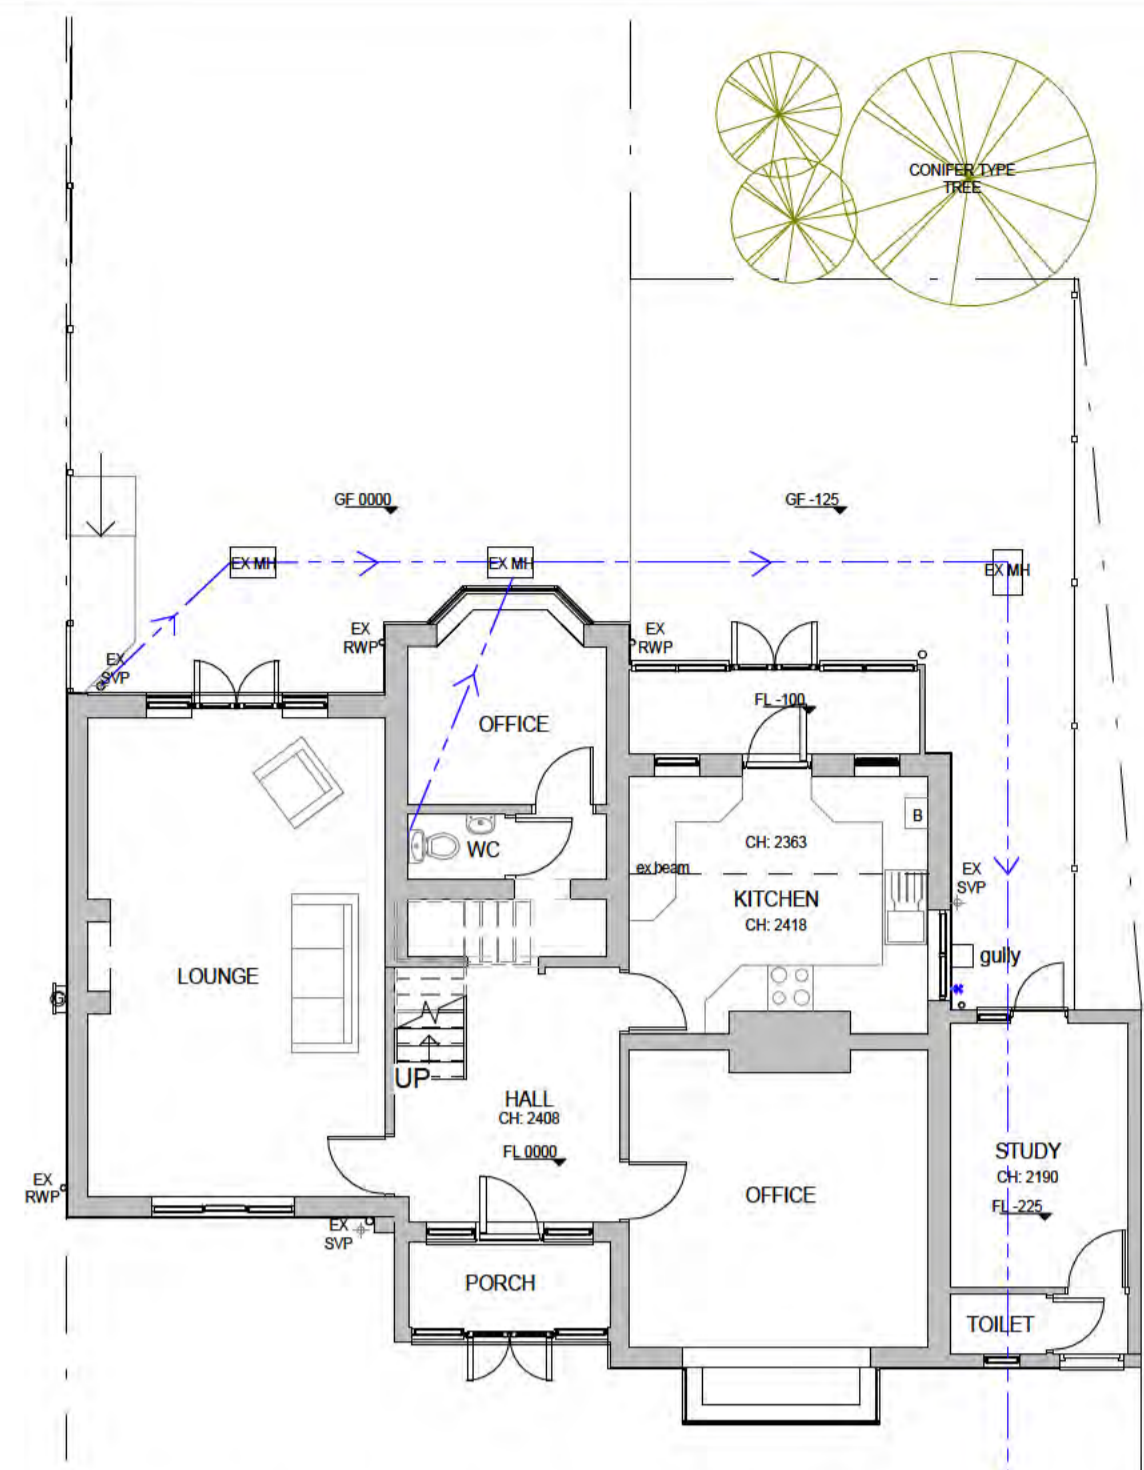 CONIFER TYPE
TREE
GF 0000
GF -125
EX MH
EX MH
EX MH
EX
RWP
EX
RWP
EX
SVP
FL -100
OFFICE
B
CH: 2363
WC
ex beam
EX
SVP
KITCHEN
CH: 2418
gully
LOUNGE
G
UP
HALL
CH: 2408
FL 0000
STUDY
CH: 2190
FL -225
EX
RWP
OFFICE
EX
SVP
PORCH
TOILET